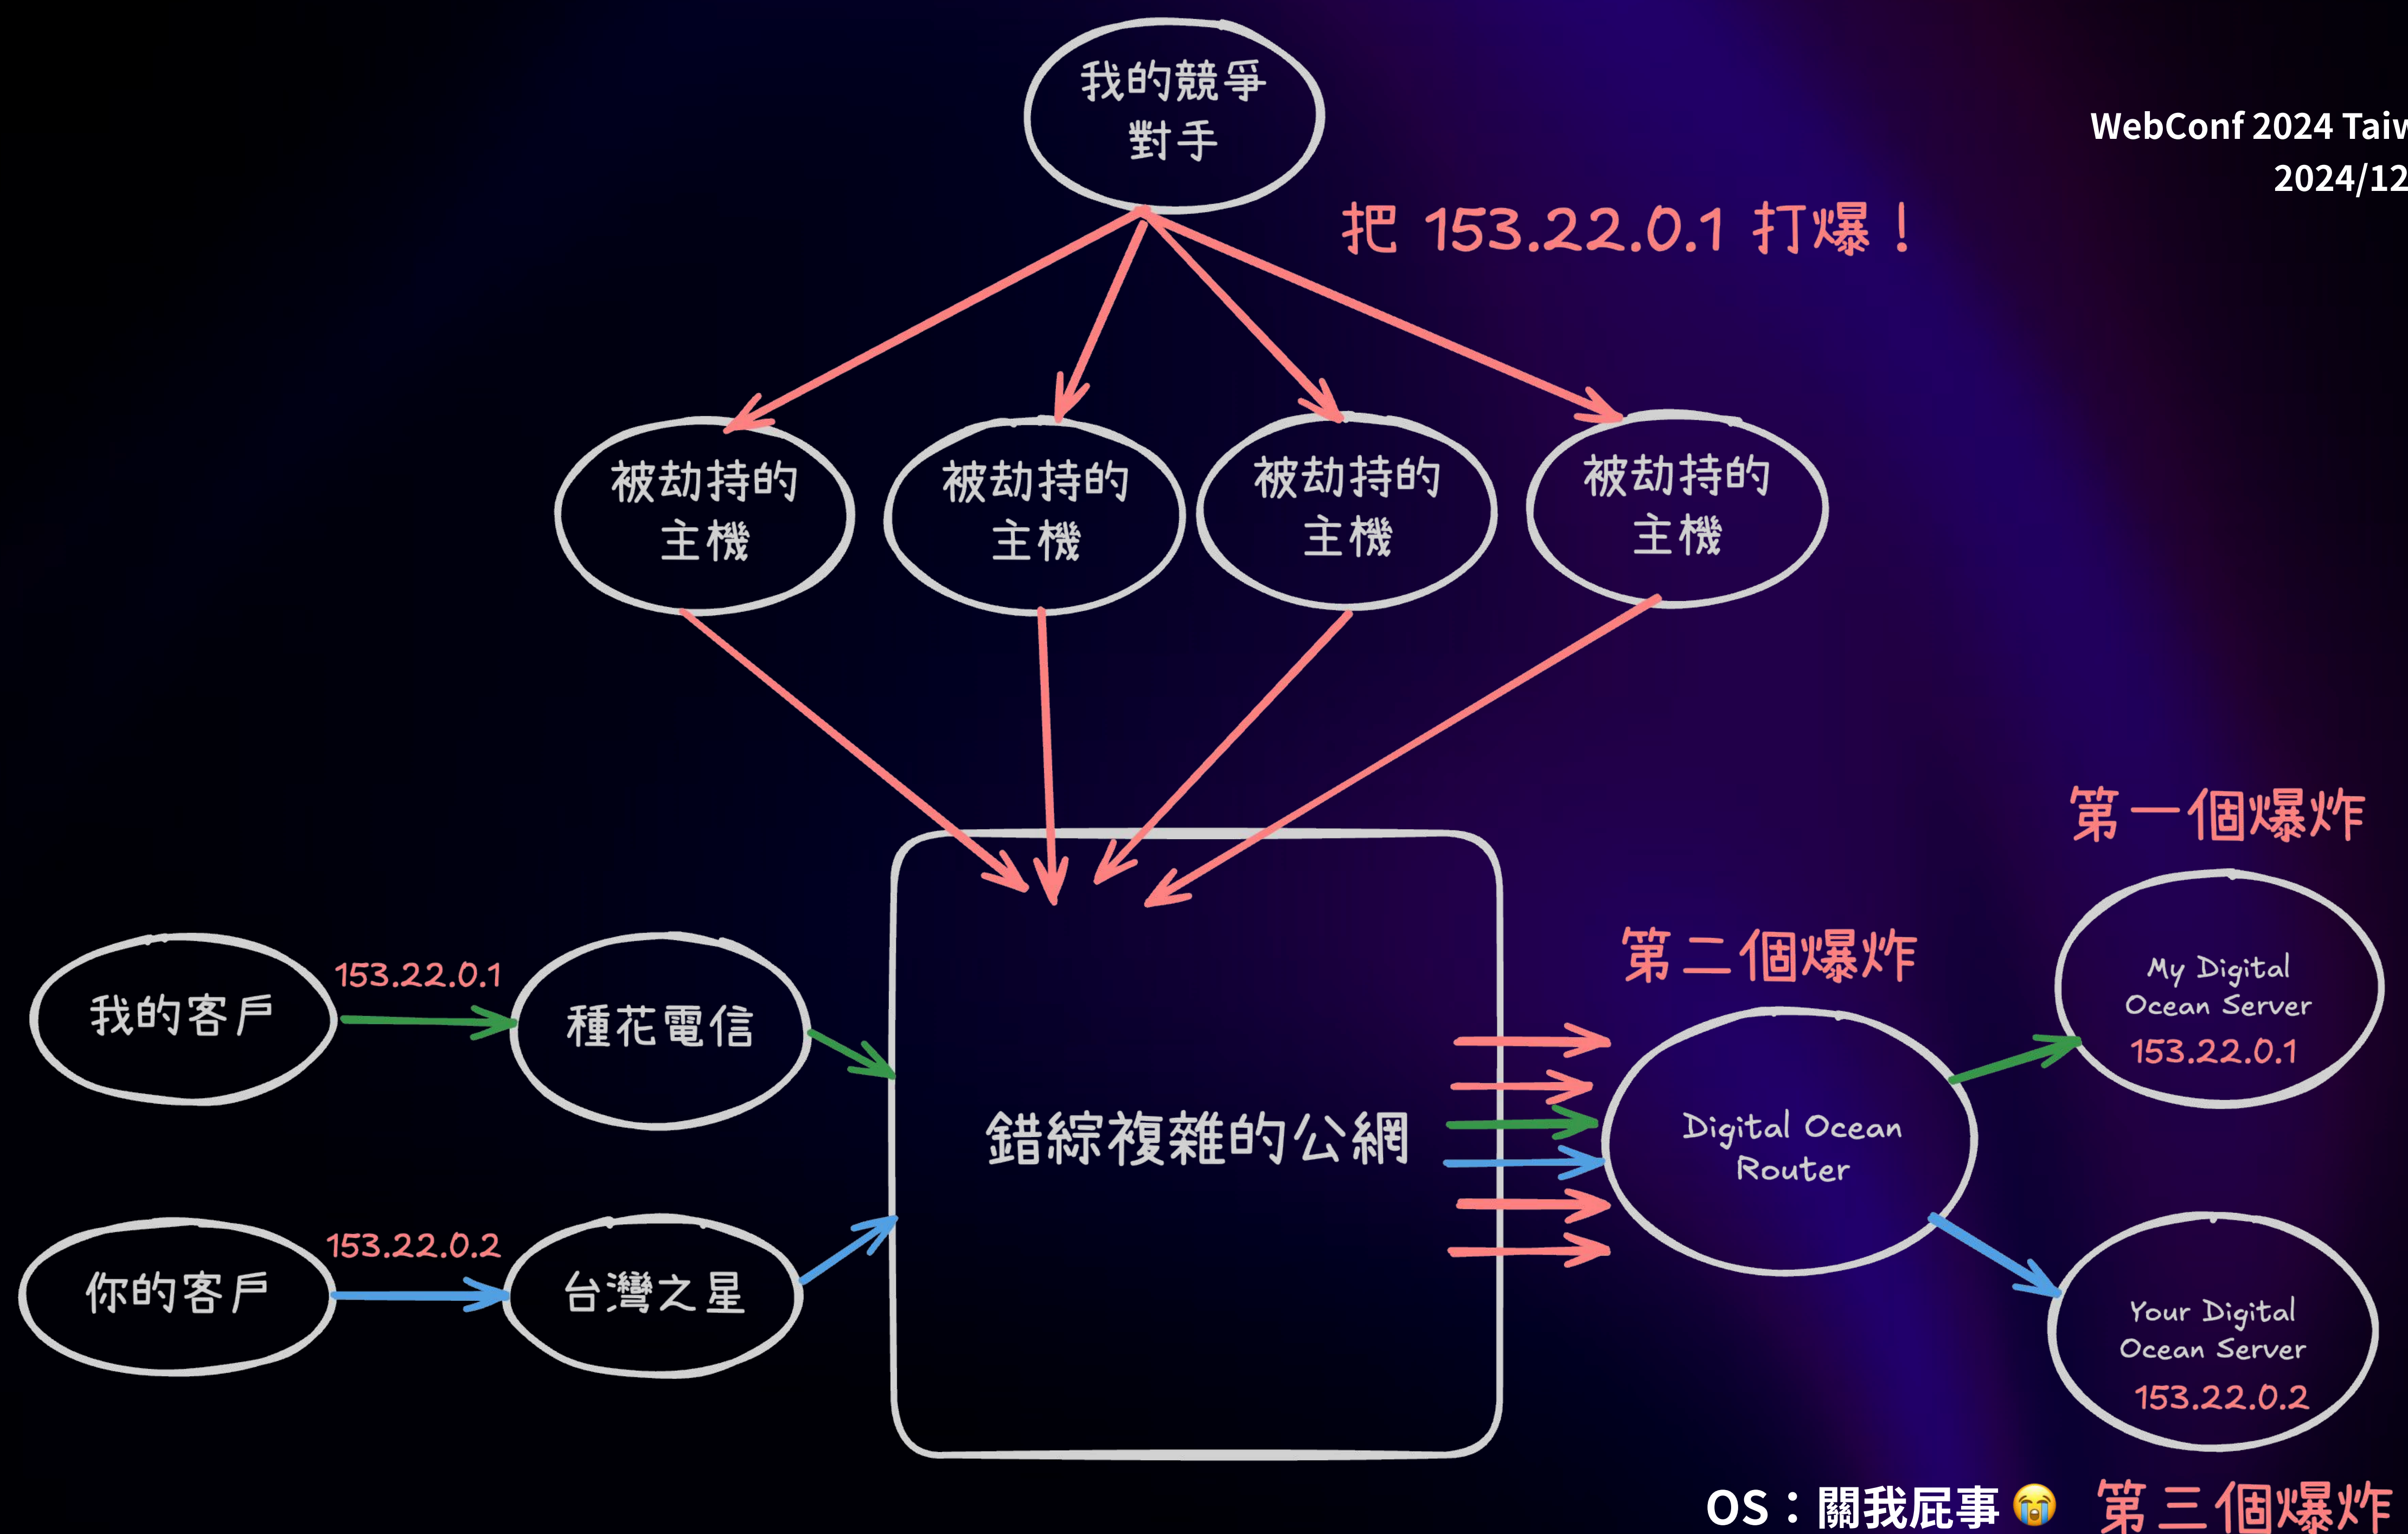 我的競爭
對手
WebConf 2024 Taiw
2024/12
把 153.22.0.1 打爆！
被劫持的
主機
被劫持的
主機
被劫持的
主機
被劫持的
主機
第一個爆炸
第二個爆炸
我的客戶
153.22.0.1
種花電信
My Digital
Ocean Server
153.22.0.1
錯綜複雜的公網
Digital Ocean
Router
你的客戶
153.22.0.2
台灣之星
Your Digital
Ocean Server
153.22.0.2
OS：關我屁事 😭 第三個爆炸